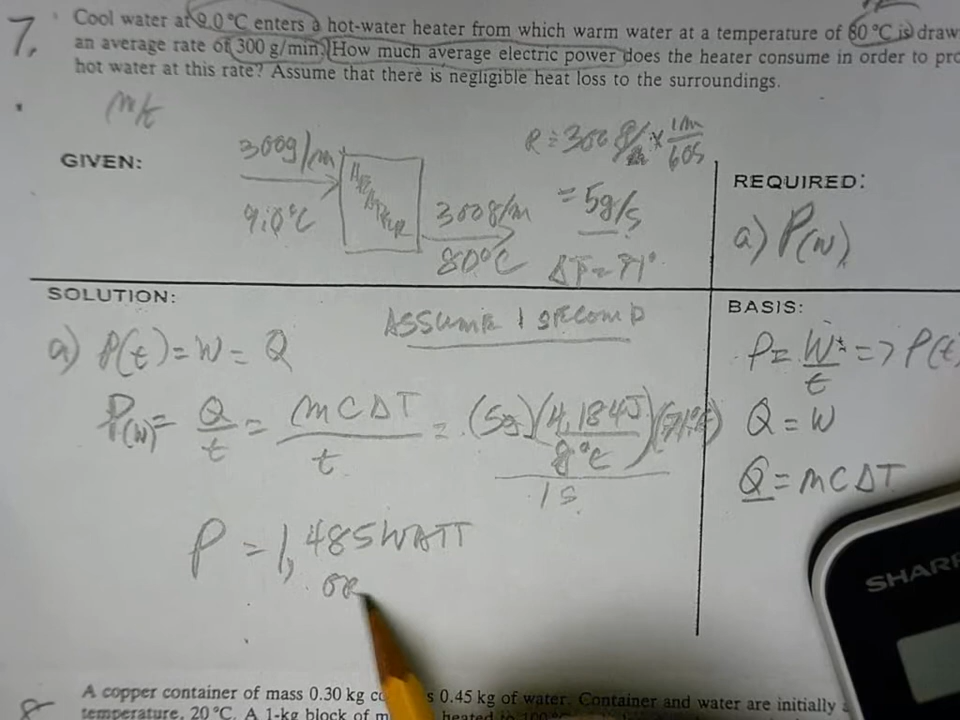 7. Cool water at 9.0°C enters a hot-water heater from which warm water at a temperature of 80 °C is draw
an average rate of 300 g/min. How much average electric power does the heater consume in order to pro
hot water at this rate? Assume that there is negligible heat loss to the surroundings.
GIVEN:
300g/m
9.0°C
HEATER
300g/m
80°C
R = 300 g/m × 1m/60s
= 5g/s
ΔT = 71°
REQUIRED:
a) P(W)
SOLUTION:
ASSUME 1 SECOND
a) P(t) = W = Q
P(W) = Q/t = MCΔT/t = (5g)(4.184J/g°C)(71°C)/1s
P = 1,485 WATT
OR
BASIS:
P = W/t => P(t)
Q = W
Q = MCΔT
SHARP
8
A copper container of mass 0.30 kg co s 0.45 kg of water. Container and water are initially
temperature, 20 °C. A 1-kg block of m heated to 100 °C